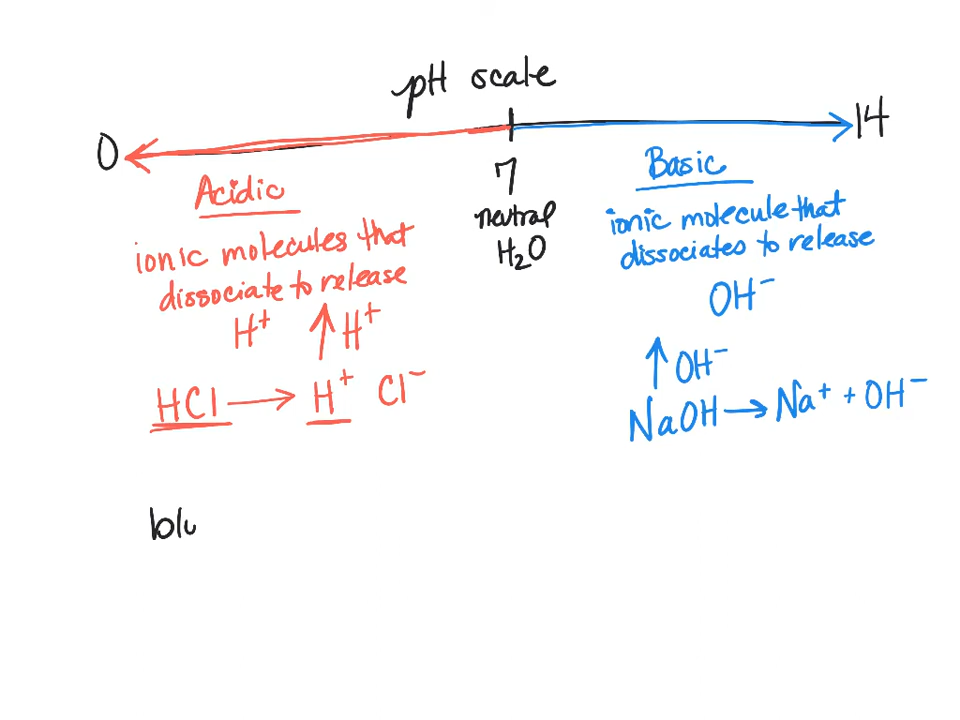 pH scale
0
14
7
neutral
H₂O
Acidic
ionic molecules that
dissociate to release
H⁺ ↑ H⁺
HCl → H⁺ Cl⁻
Basic
ionic molecule that
dissociates to release
OH⁻
↑ OH⁻
NaOH → Na⁺ + OH⁻